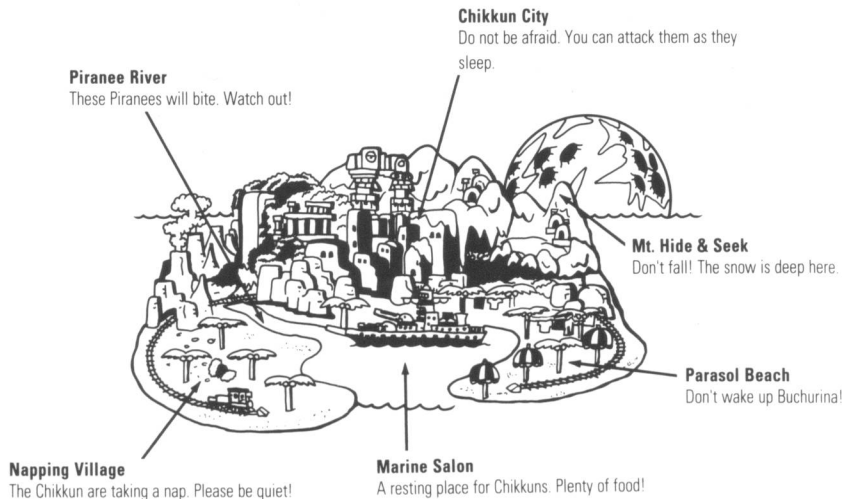 Chikkun City
Do not be afraid. You can attack them as they
sleep.
Piranee River
These Piranees will bite. Watch out!
Mt. Hide & Seek
Don't fall! The snow is deep here.
Parasol Beach
Don't wake up Buchurina!
Napping Village
The Chikkun are taking a nap. Please be quiet!
Marine Salon
A resting place for Chikkuns. Plenty of food!